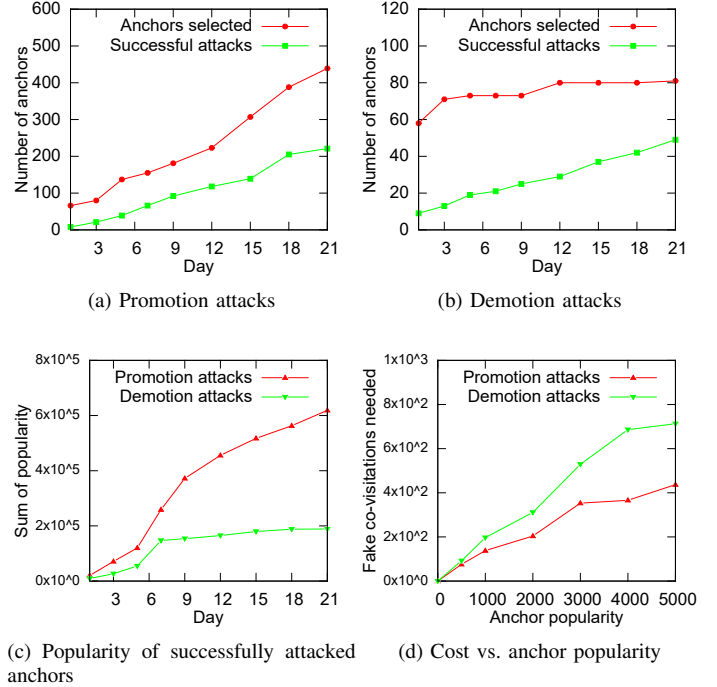 600
500
400
300
200
100
0
Number of anchors
Anchors selected
Successful attacks
3 6 9 12 15 18 21
Day
(a) Promotion attacks
120
100
80
60
40
20
0
Number of anchors
Anchors selected
Successful attacks
3 6 9 12 15 18 21
Day
(b) Demotion attacks
8x10^5
6x10^5
4x10^5
2x10^5
0x10^0
Sum of popularity
Promotion attacks
Demotion attacks
3 6 9 12 15 18 21
Day
(c) Popularity of successfully attacked
anchors
1x10^3
8x10^2
6x10^2
4x10^2
2x10^2
0x10^0
Fake co-visitations needed
Promotion attacks
Demotion attacks
0 1000 2000 3000 4000 5000
Anchor popularity
(d) Cost vs. anchor popularity